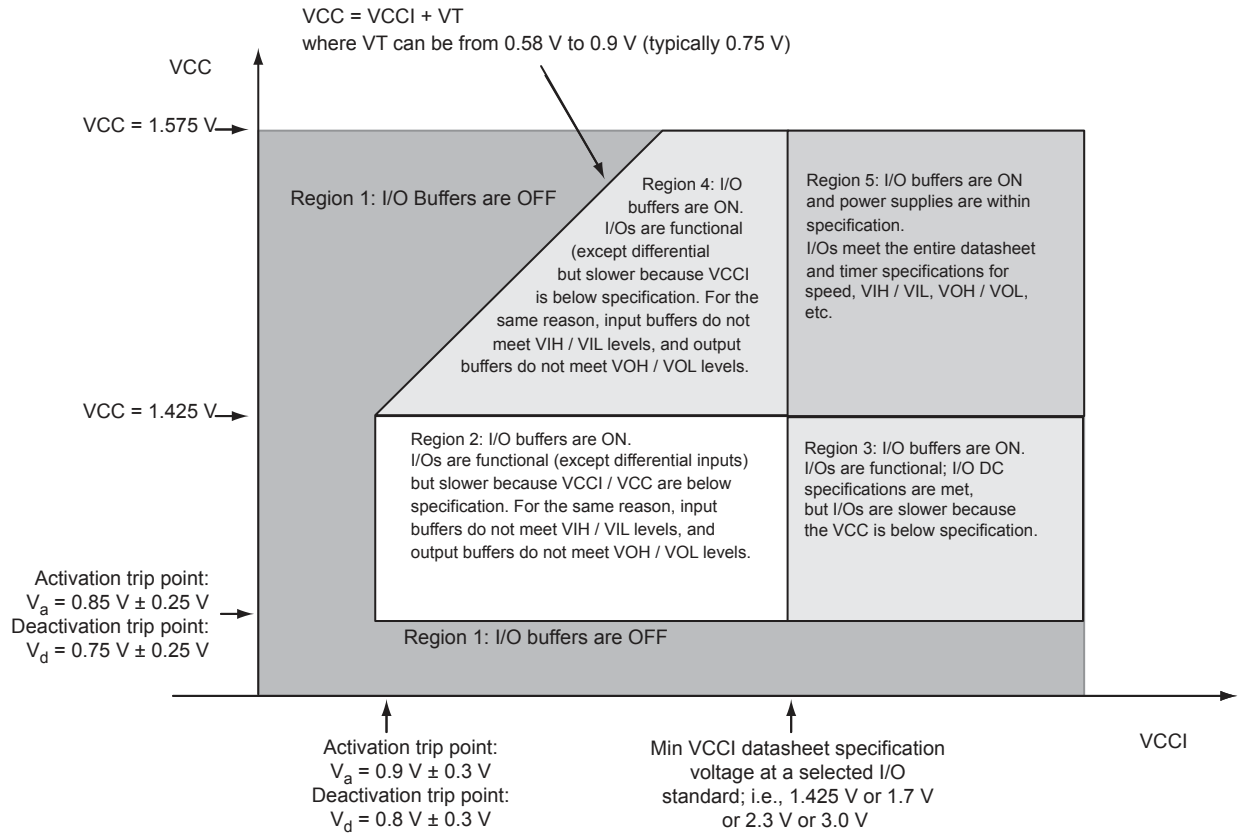 VCC = VCCI + VT
where VT can be from 0.58 V to 0.9 V (typically 0.75 V)
VCC
VCC = 1.575 V
Region 1: I/O Buffers are OFF
Region 4: I/O
buffers are ON.
I/Os are functional
(except differential
but slower because VCCI
is below specification. For the
same reason, input buffers do not
meet VIH / VIL levels, and output
buffers do not meet VOH / VOL levels.
Region 5: I/O buffers are ON
and power supplies are within
specification.
I/Os meet the entire datasheet
and timer specifications for
speed, VIH / VIL, VOH / VOL,
etc.
VCC = 1.425 V
Region 2: I/O buffers are ON.
I/Os are functional (except differential inputs)
but slower because VCCI / VCC are below
specification. For the same reason, input
buffers do not meet VIH / VIL levels, and
output buffers do not meet VOH / VOL levels.
Region 3: I/O buffers are ON.
I/Os are functional; I/O DC
specifications are met,
but I/Os are slower because
the VCC is below specification.
Activation trip point:
Va = 0.85 V ± 0.25 V
Deactivation trip point:
Vd = 0.75 V ± 0.25 V
Region 1: I/O buffers are OFF
Activation trip point:
Va = 0.9 V ± 0.3 V
Deactivation trip point:
Vd = 0.8 V ± 0.3 V
Min VCCI datasheet specification
voltage at a selected I/O
standard; i.e., 1.425 V or 1.7 V
or 2.3 V or 3.0 V
VCCI